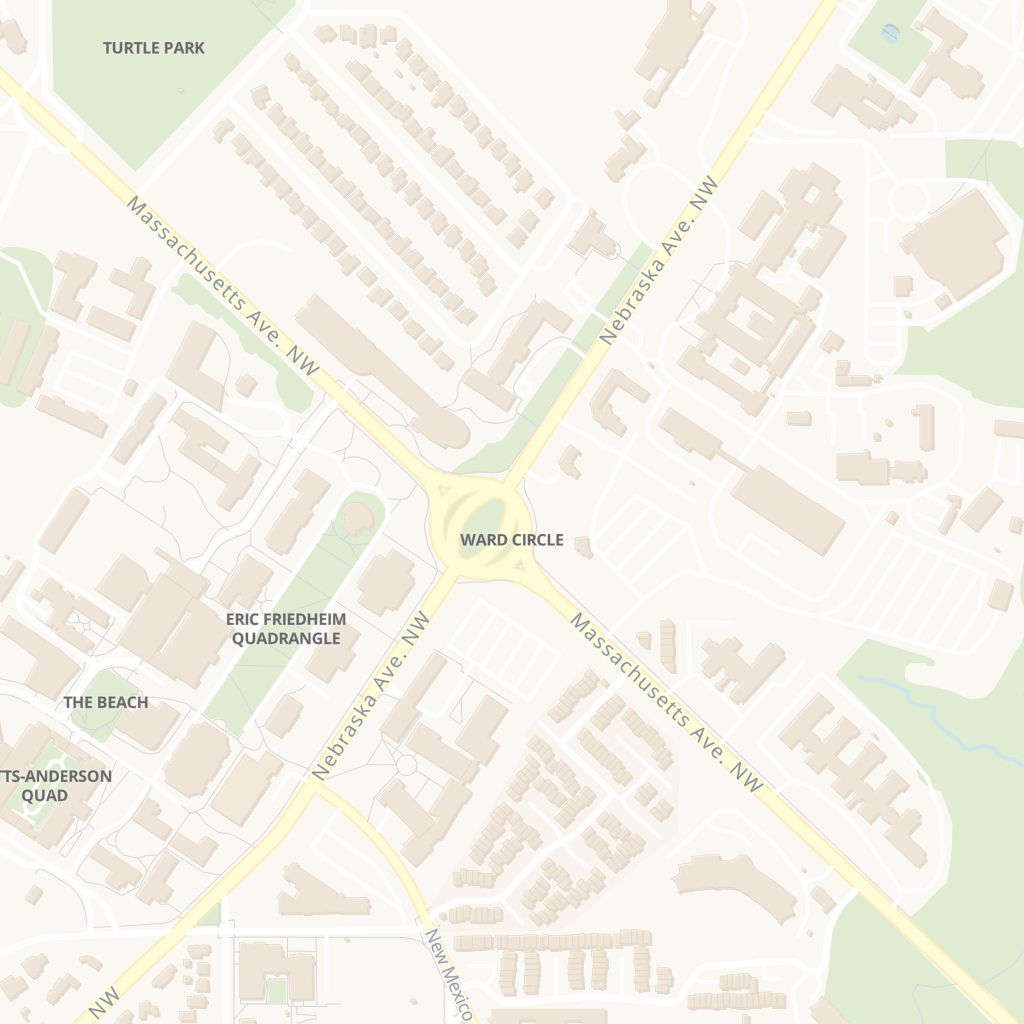 TURTLE PARK
Massachusetts Ave. NW
Nebraska Ave. NW
WARD CIRCLE
ERIC FRIEDHEIM
QUADRANGLE
Nebraska Ave. NW
Massachusetts Ave. NW
THE BEACH
TTS-ANDERSON
QUAD
New Mexico
NW